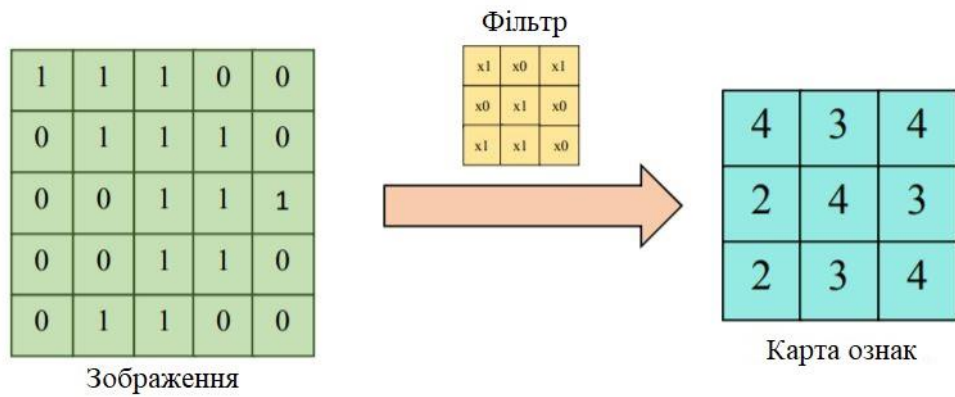 Фільтр
1 1 1 0 0
0 1 1 1 0
0 0 1 1 1
0 0 1 1 0
0 1 1 0 0
Зображення
x1 x0 x1
x0 x1 x0
x1 x1 x0
4 3 4
2 4 3
2 3 4
Карта ознак